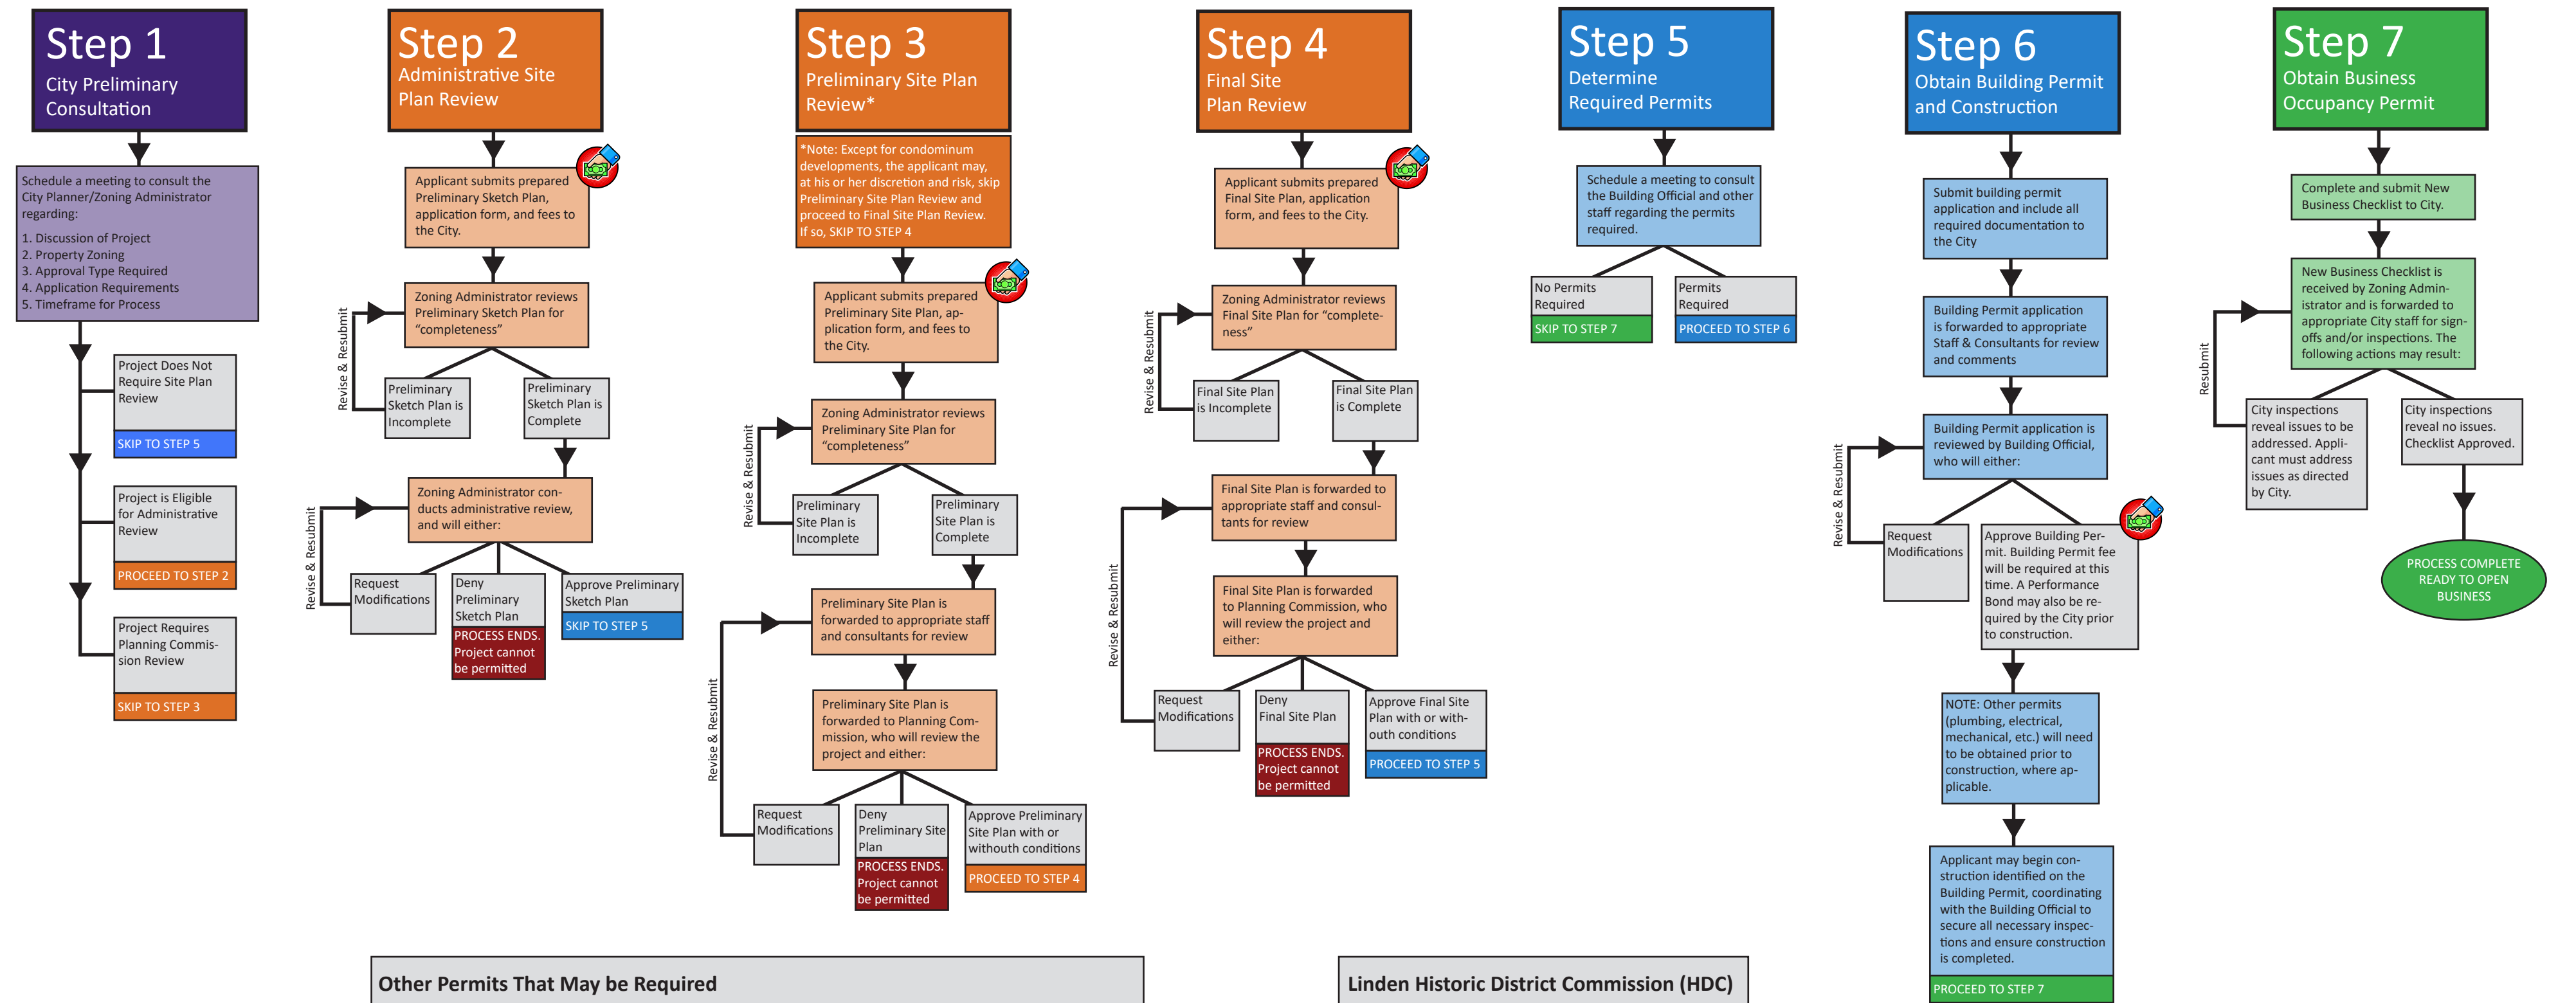 Step 1
City Preliminary
Consultation
Schedule a meeting to consult the
City Planner/Zoning Administrator
regarding:
1. Discussion of Project
2. Property Zoning
3. Approval Type Required
4. Application Requirements
5. Timeframe for Process
Project Does Not
Require Site Plan
Review
SKIP TO STEP 5
Project is Eligible
for Administrative
Review
PROCEED TO STEP 2
Project Requires
Planning Commis-
sion Review
SKIP TO STEP 3
Step 2
Administrative Site
Plan Review
Applicant submits prepared
Preliminary Sketch Plan,
application form, and fees to
the City.
Zoning Administrator reviews
Preliminary Sketch Plan for
“completeness”
Revise & Resubmit
Preliminary
Sketch Plan is
Incomplete
Preliminary
Sketch Plan is
Complete
Zoning Administrator con-
ducts administrative review,
and will either:
Revise & Resubmit
Request
Modifications
Deny
Preliminary
Sketch Plan
PROCESS ENDS.
Project cannot
be permitted
Approve Preliminary
Sketch Plan
SKIP TO STEP 5
Step 3
Preliminary Site Plan
Review*
*Note: Except for condominum
developments, the applicant may,
at his or her discretion and risk, skip
Preliminary Site Plan Review and
proceed to Final Site Plan Review.
If so, SKIP TO STEP 4
Applicant submits prepared
Preliminary Site Plan, ap-
plication form, and fees to
the City.
Zoning Administrator reviews
Preliminary Site Plan for
“completeness”
Revise & Resubmit
Preliminary
Site Plan is
Incomplete
Preliminary
Site Plan is
Complete
Preliminary Site Plan is
forwarded to appropriate staff
and consultants for review
Revise & Resubmit
Preliminary Site Plan is
forwarded to Planning Com-
mission, who will review the
project and either:
Request
Modifications
Deny
Preliminary Site
Plan
PROCESS ENDS.
Project cannot
be permitted
Approve Preliminary
Site Plan with or
withouth conditions
PROCEED TO STEP 4
Step 4
Final Site
Plan Review
Applicant submits prepared
Final Site Plan, application
form, and fees to the City.
Zoning Administrator reviews
Final Site Plan for “complete-
ness”
Revise & Resubmit
Final Site Plan
is Incomplete
Final Site Plan
is Complete
Final Site Plan is forwarded to
appropriate staff and consul-
tants for review
Revise & Resubmit
Final Site Plan is forwarded
to Planning Commission, who
will review the project and
either:
Request
Modifications
Deny
Final Site Plan
PROCESS ENDS.
Project cannot
be permitted
Approve Final Site
Plan with or with-
outh conditions
PROCEED TO STEP 5
Step 5
Determine
Required Permits
Schedule a meeting to consult
the Building Official and other
staff regarding the permits
required.
No Permits
Required
SKIP TO STEP 7
Permits
Required
PROCEED TO STEP 6
Step 6
Obtain Building Permit
and Construction
Submit building permit
application and include all
required documentation to
the City
Building Permit application
is forwarded to appropriate
Staff & Consultants for review
and comments
Building Permit application is
reviewed by Building Official,
who will either:
Revise & Resubmit
Request
Modifications
Approve Building Per-
mit. Building Permit fee
will be required at this
time. A Performance
Bond may also be re-
quired by the City prior
to construction.
NOTE: Other permits
(plumbing, electrical,
mechanical, etc.) will need
to be obtained prior to
construction, where ap-
plicable.
Applicant may begin con-
struction identified on the
Building Permit, coordinating
with the Building Official to
secure all necessary inspec-
tions and ensure construction
is completed.
PROCEED TO STEP 7
Step 7
Obtain Business
Occupancy Permit
Complete and submit New
Business Checklist to City.
New Business Checklist is
received by Zoning Admin-
istrator and is forwarded to
appropriate City staff for sign-
offs and/or inspections. The
following actions may result:
Resubmit
City inspections
reveal issues to be
addressed. Appli-
cant must address
issues as directed
by City.
City inspections
reveal no issues.
Checklist Approved.
PROCESS COMPLETE
READY TO OPEN
BUSINESS
Other Permits That May be Required
Linden Historic District Commission (HDC)